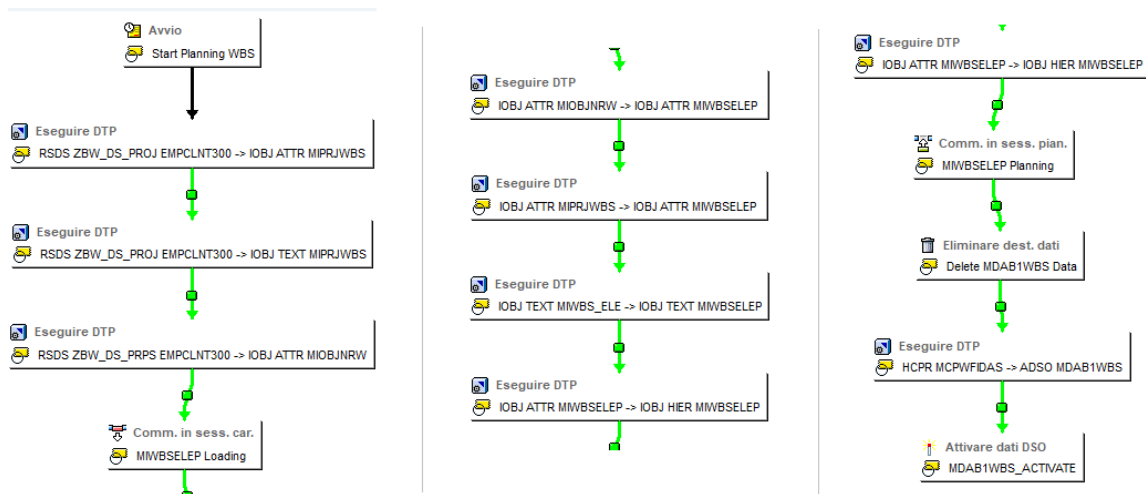 Avvio
Start Planning WBS
Eseguire DTP
RSDS ZBW_DS_PROJ EMPCLNT300 -> IOBJ ATTR MIPRJWBS
Eseguire DTP
RSDS ZBW_DS_PROJ EMPCLNT300 -> IOBJ TEXT MIPRJWBS
Eseguire DTP
RSDS ZBW_DS_PRPS EMPCLNT300 -> IOBJ ATTR MIOBJNRW
Comm. in sess. car.
MIWBSELEP Loading
Eseguire DTP
IOBJ ATTR MIOBJNRW -> IOBJ ATTR MIWBSELEP
Eseguire DTP
IOBJ ATTR MIPRJWBS -> IOBJ ATTR MIWBSELEP
Eseguire DTP
IOBJ TEXT MIWBS_ELE -> IOBJ TEXT MIWBSELEP
Eseguire DTP
IOBJ ATTR MIWBSELEP -> IOBJ HIER MIWBSELEP
Eseguire DTP
IOBJ ATTR MIWBSELEP -> IOBJ HIER MIWBSELEP
Comm. in sess. pian.
MIWBSELEP Planning
Eliminare dest. dati
Delete MDAB1WBS Data
Eseguire DTP
HCPR MCPWFIDAS -> ADSO MDAB1WBS
Attivare dati DSO
MDAB1WBS_ACTIVATE